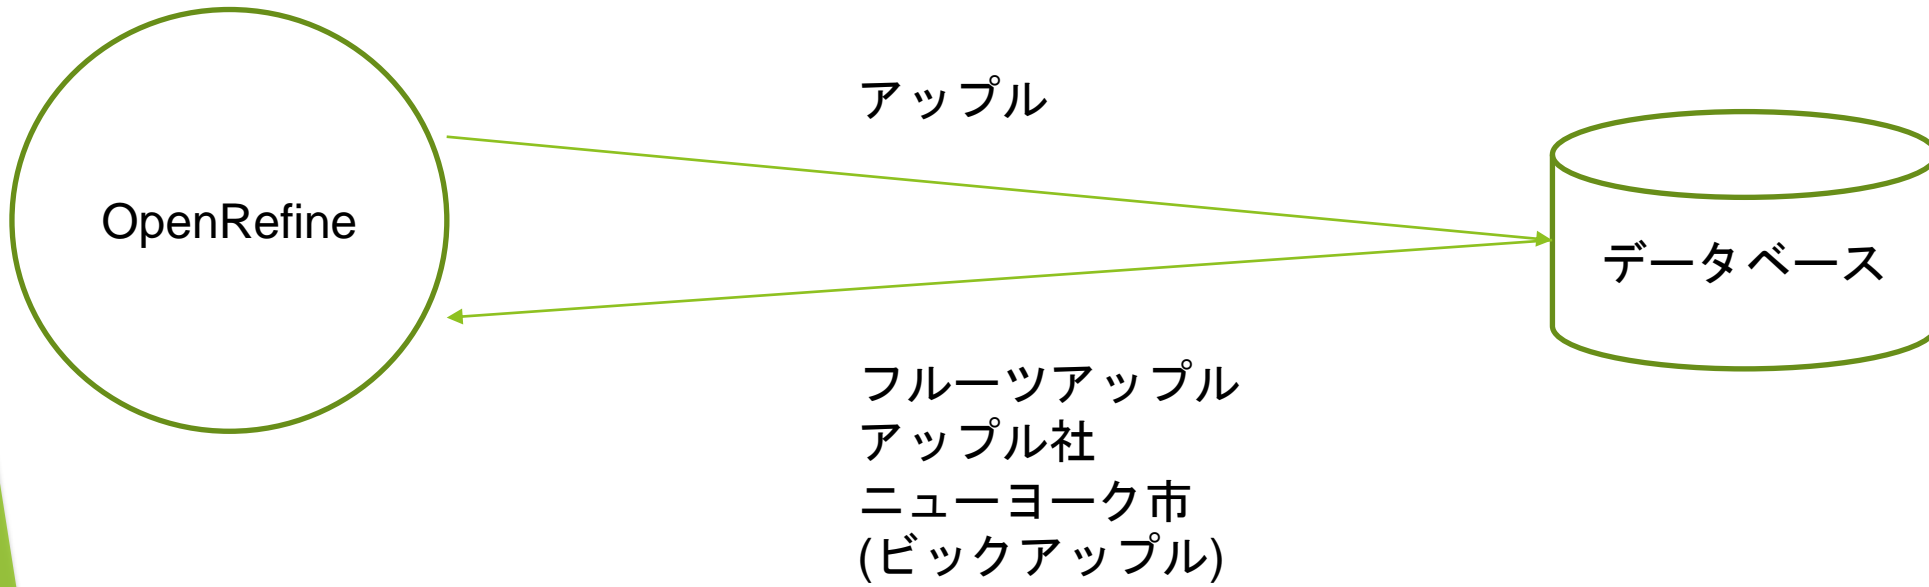 アップル
OpenRefine
データベース
フルーツアップル
アップル社
ニューヨーク市
(ビックアップル)